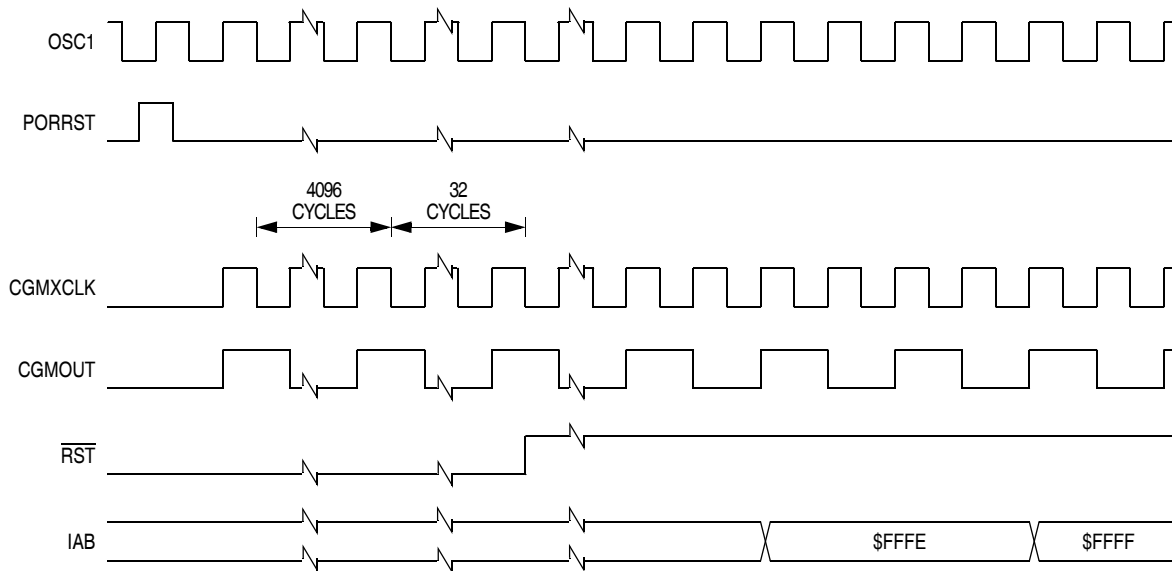 OSC1
PORRST
4096
CYCLES
32
CYCLES
CGMXCLK
CGMOUT
RST
IAB
$FFFE
$FFFF